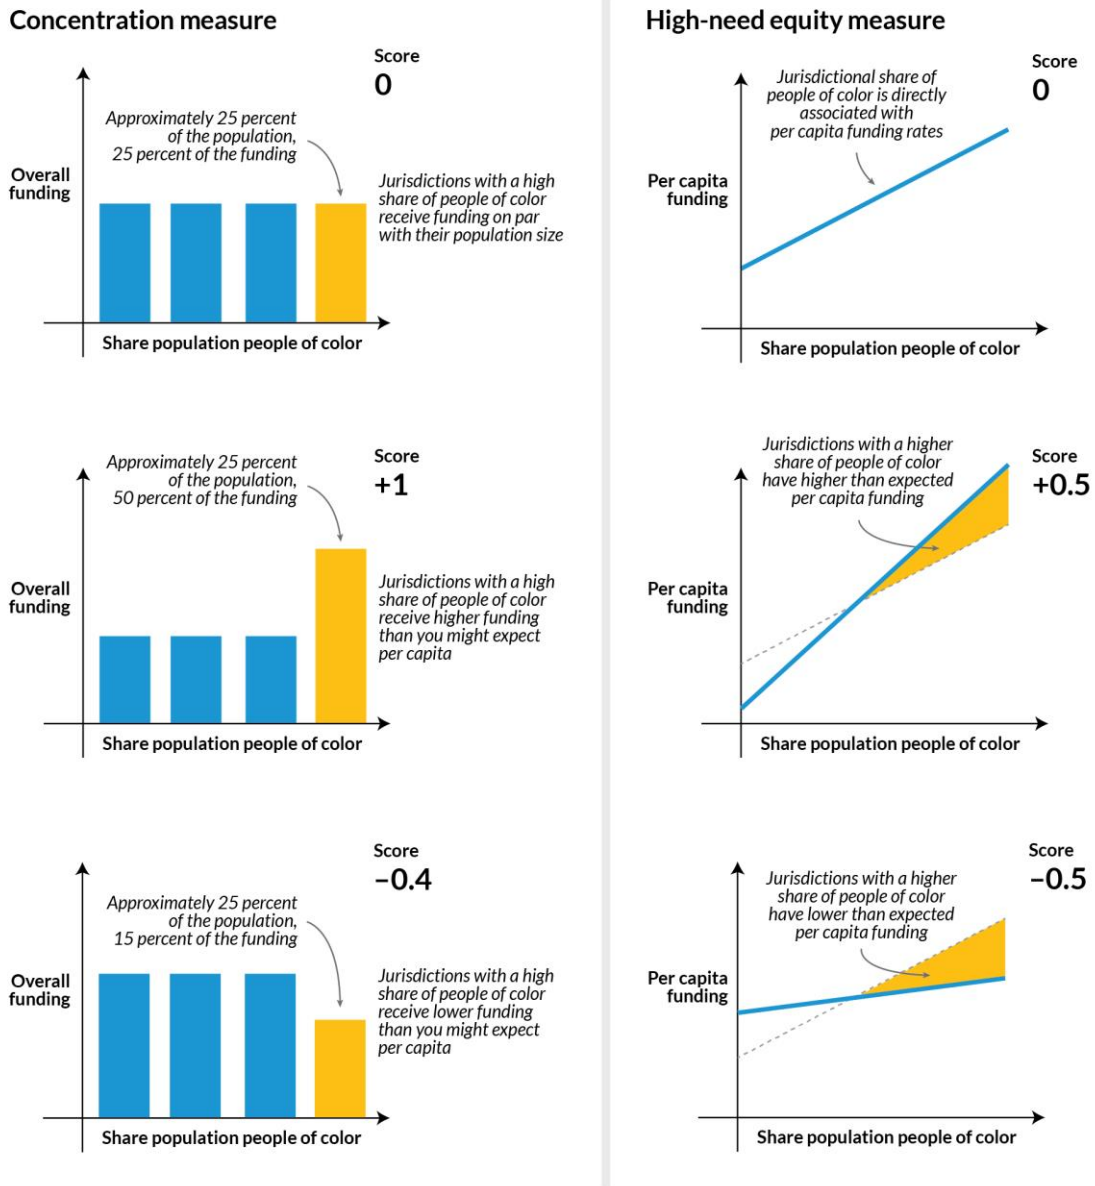 Concentration measure
Score
0
Approximately 25 percent
of the population,
25 percent of the funding
Overall
funding
Jurisdictions with a high
share of people of color
receive funding on par
with their population size
Share population people of color
Score
+1
Approximately 25 percent
of the population,
50 percent of the funding
Overall
funding
Jurisdictions with a high
share of people of color
receive higher funding
than you might expect
per capita
Share population people of color
Score
−0.4
Approximately 25 percent
of the population,
15 percent of the funding
Overall
funding
Jurisdictions with a high
share of people of color
receive lower funding
than you might expect
per capita
Share population people of color
High-need equity measure
Score
0
Jurisdictional share of
people of color is directly
associated with
per capita funding rates
Per capita
funding
Share population people of color
Score
+0.5
Jurisdictions with a higher
share of people of color
have higher than expected
per capita funding
Per capita
funding
Share population people of color
Score
−0.5
Jurisdictions with a higher
share of people of color
have lower than expected
per capita funding
Per capita
funding
Share population people of color